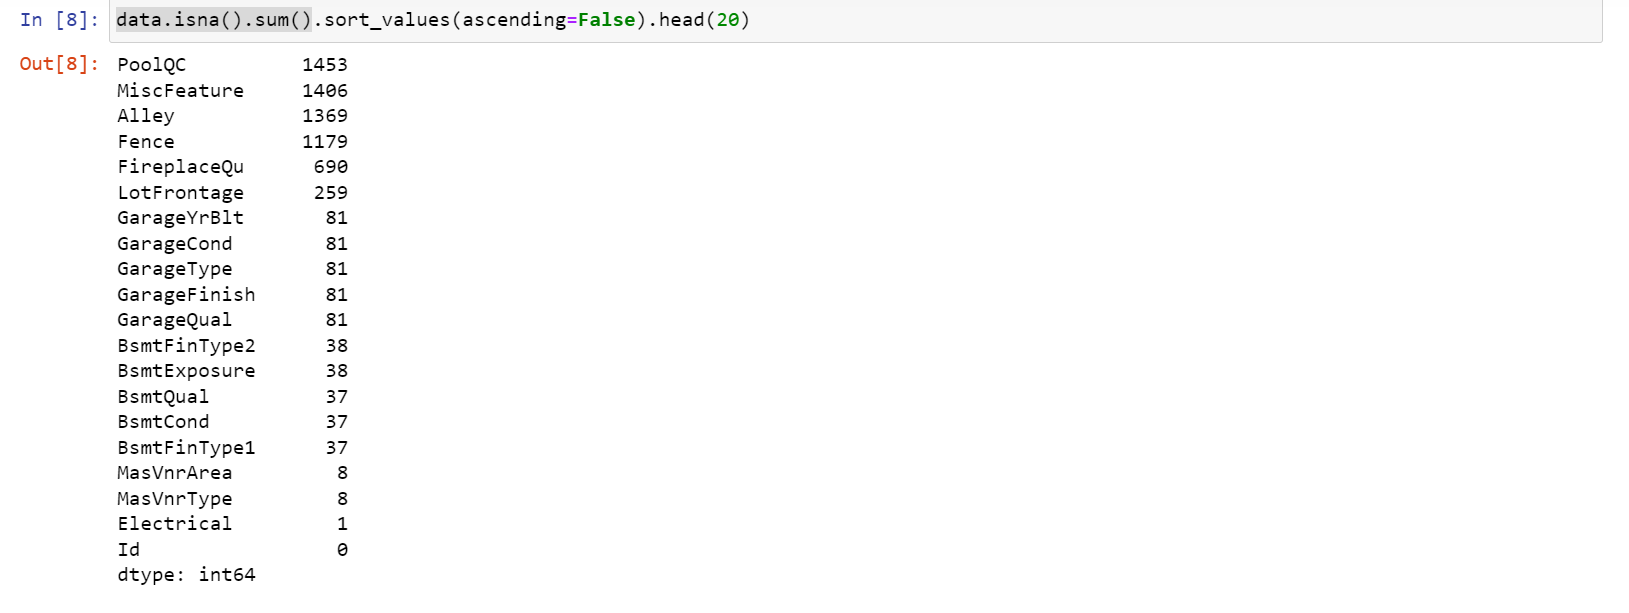 In [8]: data.isna().sum().sort_values(ascending=False).head(20)
Out[8]: PoolQC 1453
MiscFeature 1406
Alley 1369
Fence 1179
FireplaceQu 690
LotFrontage 259
GarageYrBlt 81
GarageCond 81
GarageType 81
GarageFinish 81
GarageQual 81
BsmtFinType2 38
BsmtExposure 38
BsmtQual 37
BsmtCond 37
BsmtFinType1 37
MasVnrArea 8
MasVnrType 8
Electrical 1
Id 0
dtype: int64